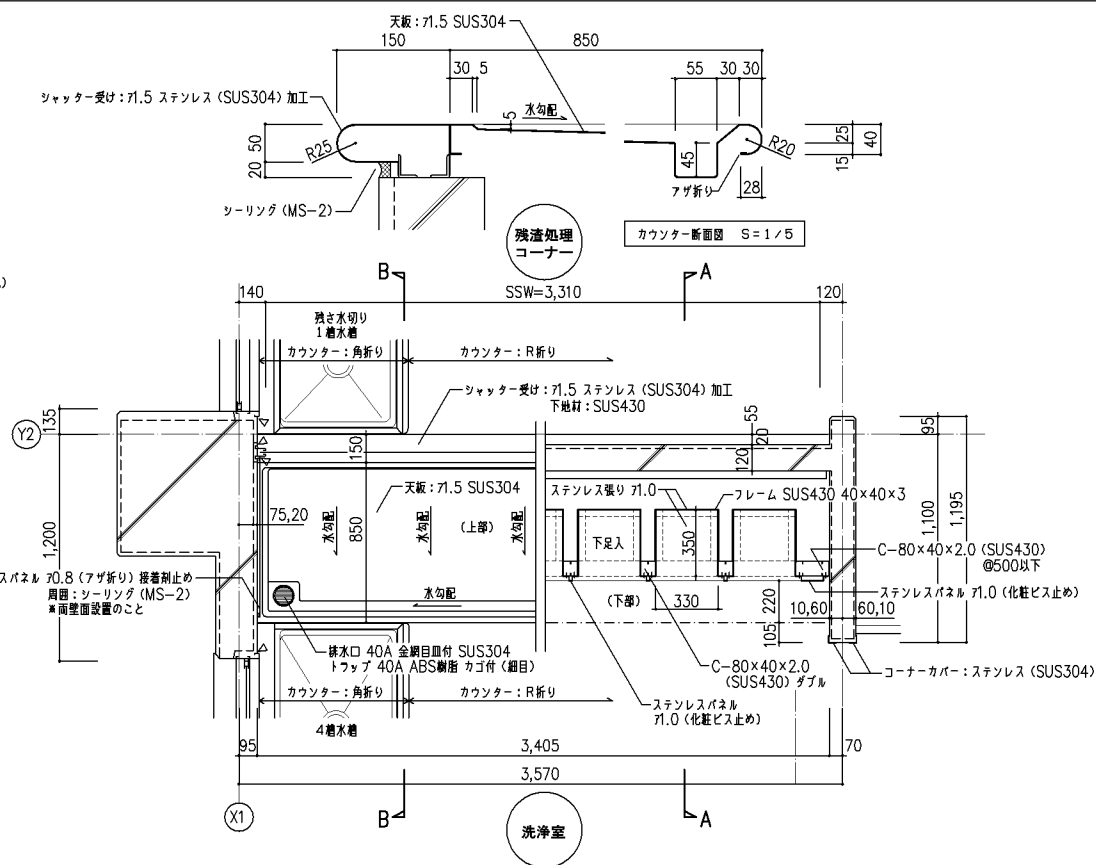 天板：ｱ1.5 SUS304
150
850
30
5
55
30
30
シャッター受け：ｱ1.5 ステンレス (SUS304) 加工
水勾配
5
50
20
R25
45
R20
25
15
40
アザ折り
28
シーリング (MS-2)
残渣処理
コーナー
カウンター断面図 S=1/5
B
A
140
SSW=3,310
120
残さ水切り
1槽水槽
カウンター：角折り
カウンター：R折り
シャッター受け：ｱ1.5 ステンレス (SUS304) 加工
下地材：SUS430
135
Y2
150
55
20
120
95
天板：ｱ1.5 SUS304
ステンレス張り ｱ1.0
フレーム SUS430 40×40×3
75,20
水勾配
850
水勾配
(上部)
水勾配
下足入
350
1,200
1,100
1,195
C-80×40×2.0 (SUS430)
@500以下
スパネル ｱ0.8 (アザ折り) 接着剤止め
周囲：シーリング (MS-2)
※両壁面設置のこと
水勾配
(下部)
330
220
105
ステンレスパネル ｱ1.0 (化粧ビス止め)
10,60
60,10
排水口 40A 金網目皿付 SUS304
トラップ 40A ABS樹脂 カゴ付 (細目)
C-80×40×2.0
(SUS430) ダブル
コーナーカバー：ステンレス (SUS304)
カウンター：角折り
カウンター：R折り
ステンレスパネル
ｱ1.0 (化粧ビス止め)
4槽水槽
95
3,405
70
3,570
X1
B
A
洗浄室